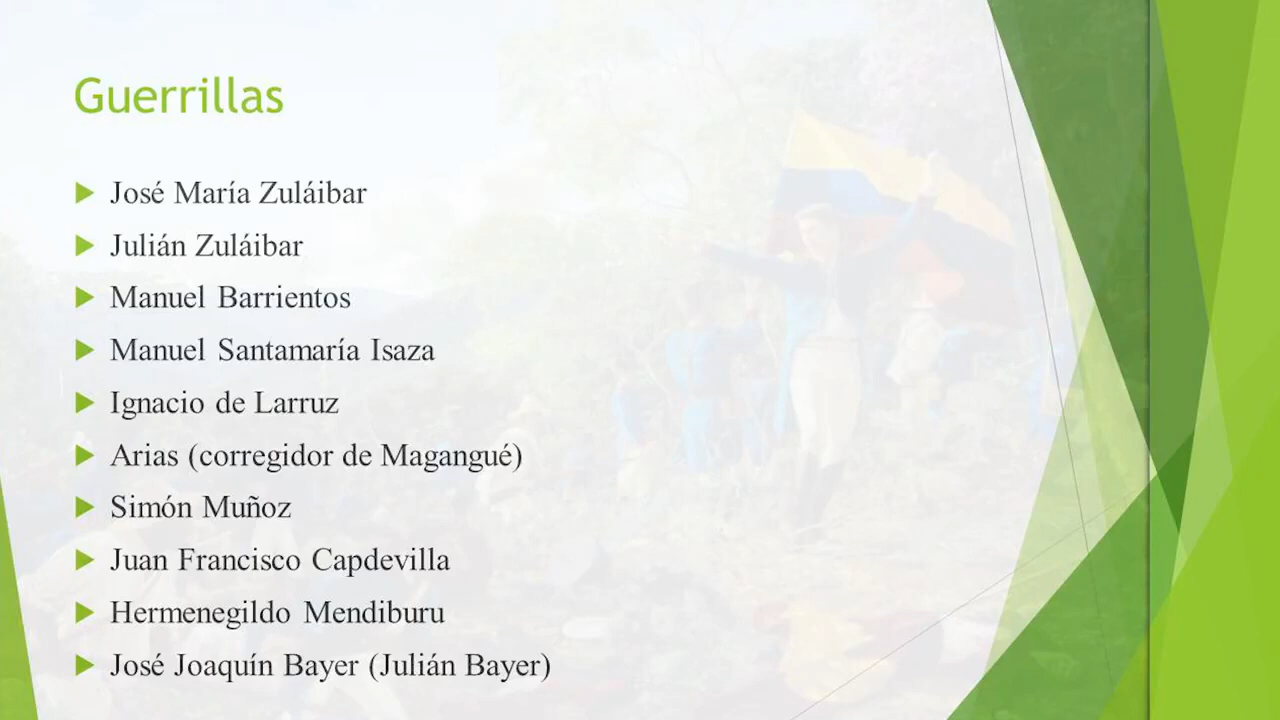 Guerrillas
José María Zuláibar
Julián Zuláibar
Manuel Barrientos
Manuel Santamaría Isaza
Ignacio de Larruz
Arias (corregidor de Magangué)
Simón Muñoz
Juan Francisco Capdevilla
Hermenegildo Mendiburu
José Joaquín Bayer (Julián Bayer)